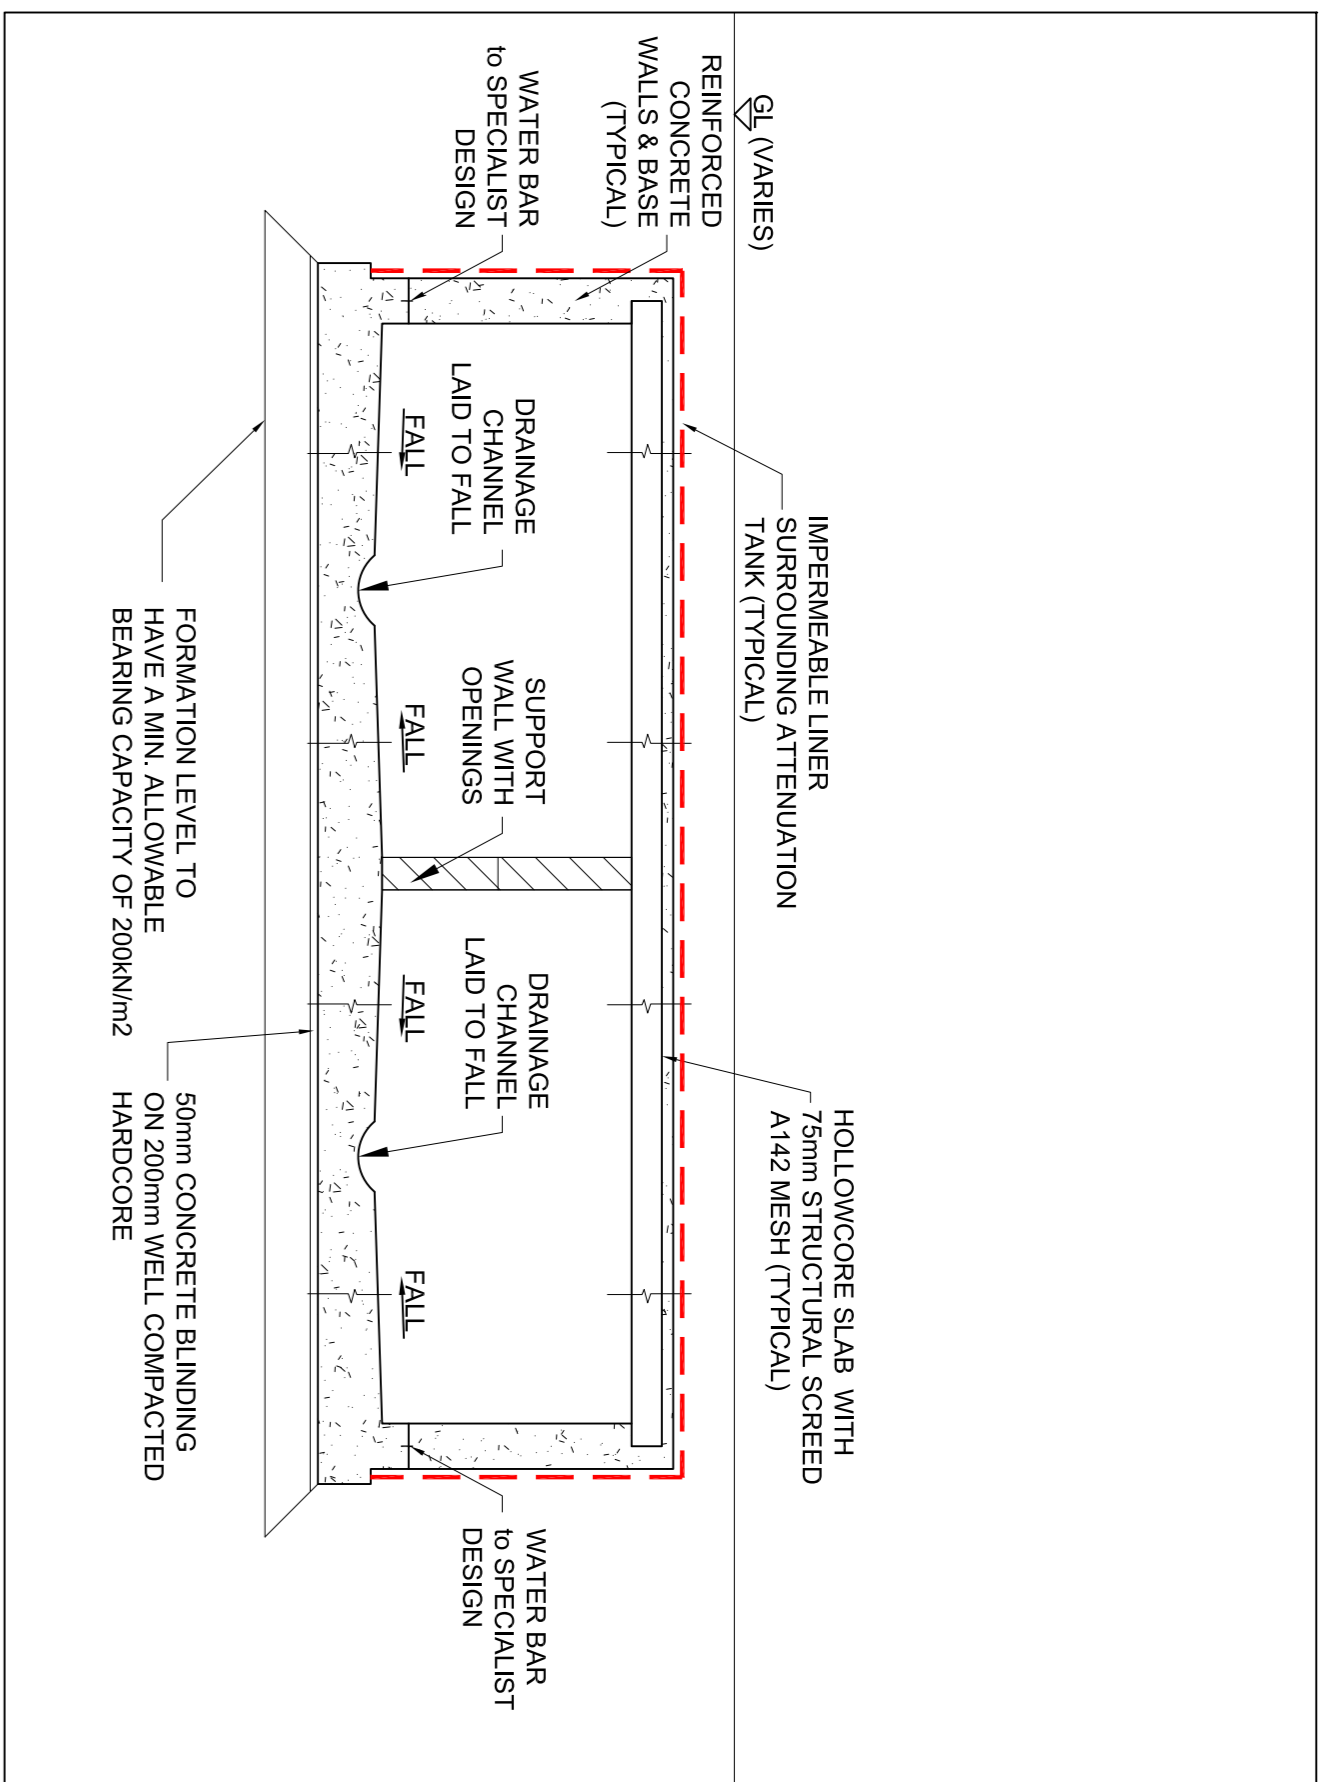 GL (VARIES)
REINFORCED
CONCRETE
WALLS & BASE
(TYPICAL)
WATER BAR
to SPECIALIST
DESIGN
IMPERMEABLE LINER
SURROUNDING ATTENUATION
TANK (TYPICAL)
HOLLOWCORE SLAB WITH
75mm STRUCTURAL SCREED
A142 MESH (TYPICAL)
DRAINAGE
CHANNEL
LAID TO FALL
FALL
SUPPORT
WALL WITH
OPENINGS
FALL
DRAINAGE
CHANNEL
LAID TO FALL
FALL
FALL
WATER BAR
to SPECIALIST
DESIGN
FORMATION LEVEL TO
HAVE A MIN. ALLOWABLE
BEARING CAPACITY OF 200kN/m2
50mm CONCRETE BLINDING
ON 200mm WELL COMPACTED
HARDCORE